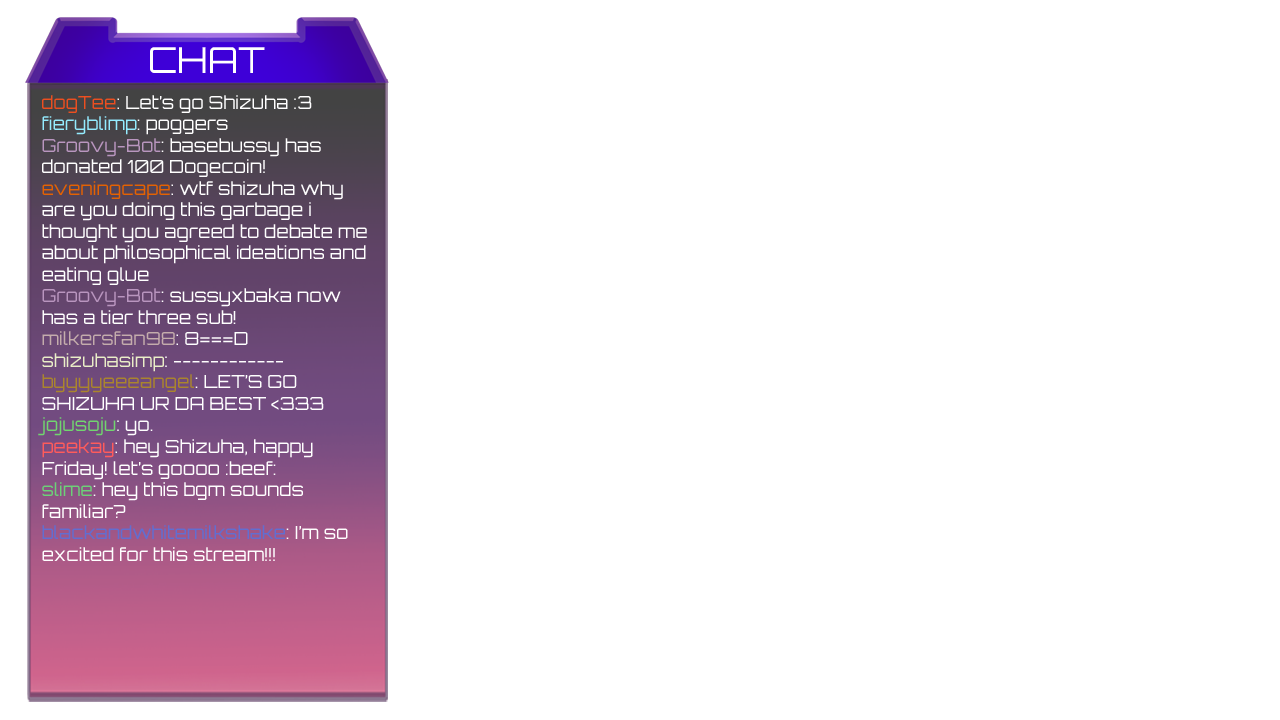 CHAT
dogTee: Let's go Shizuha :3
fieryblimp: poggers
Groovy-Bot: basebussy has
donated 100 Dogecoin!
eveningcape: wtf shizuha why
are you doing this garbage i
thought you agreed to debate me
about philosophical ideations and
eating glue
Groovy-Bot: sussyxbaka now
has a tier three sub!
milkersfan98: 8===D
shizuhasimp: ------------
byyyyeeeangel: LET'S GO
SHIZUHA UR DA BEST <333
jojusoju: yo.
peekay: hey Shizuha, happy
Friday! let's goooo :beef:
slime: hey this bgm sounds
familiar?
blackandwhitemilkshake: I'm so
excited for this stream!!!